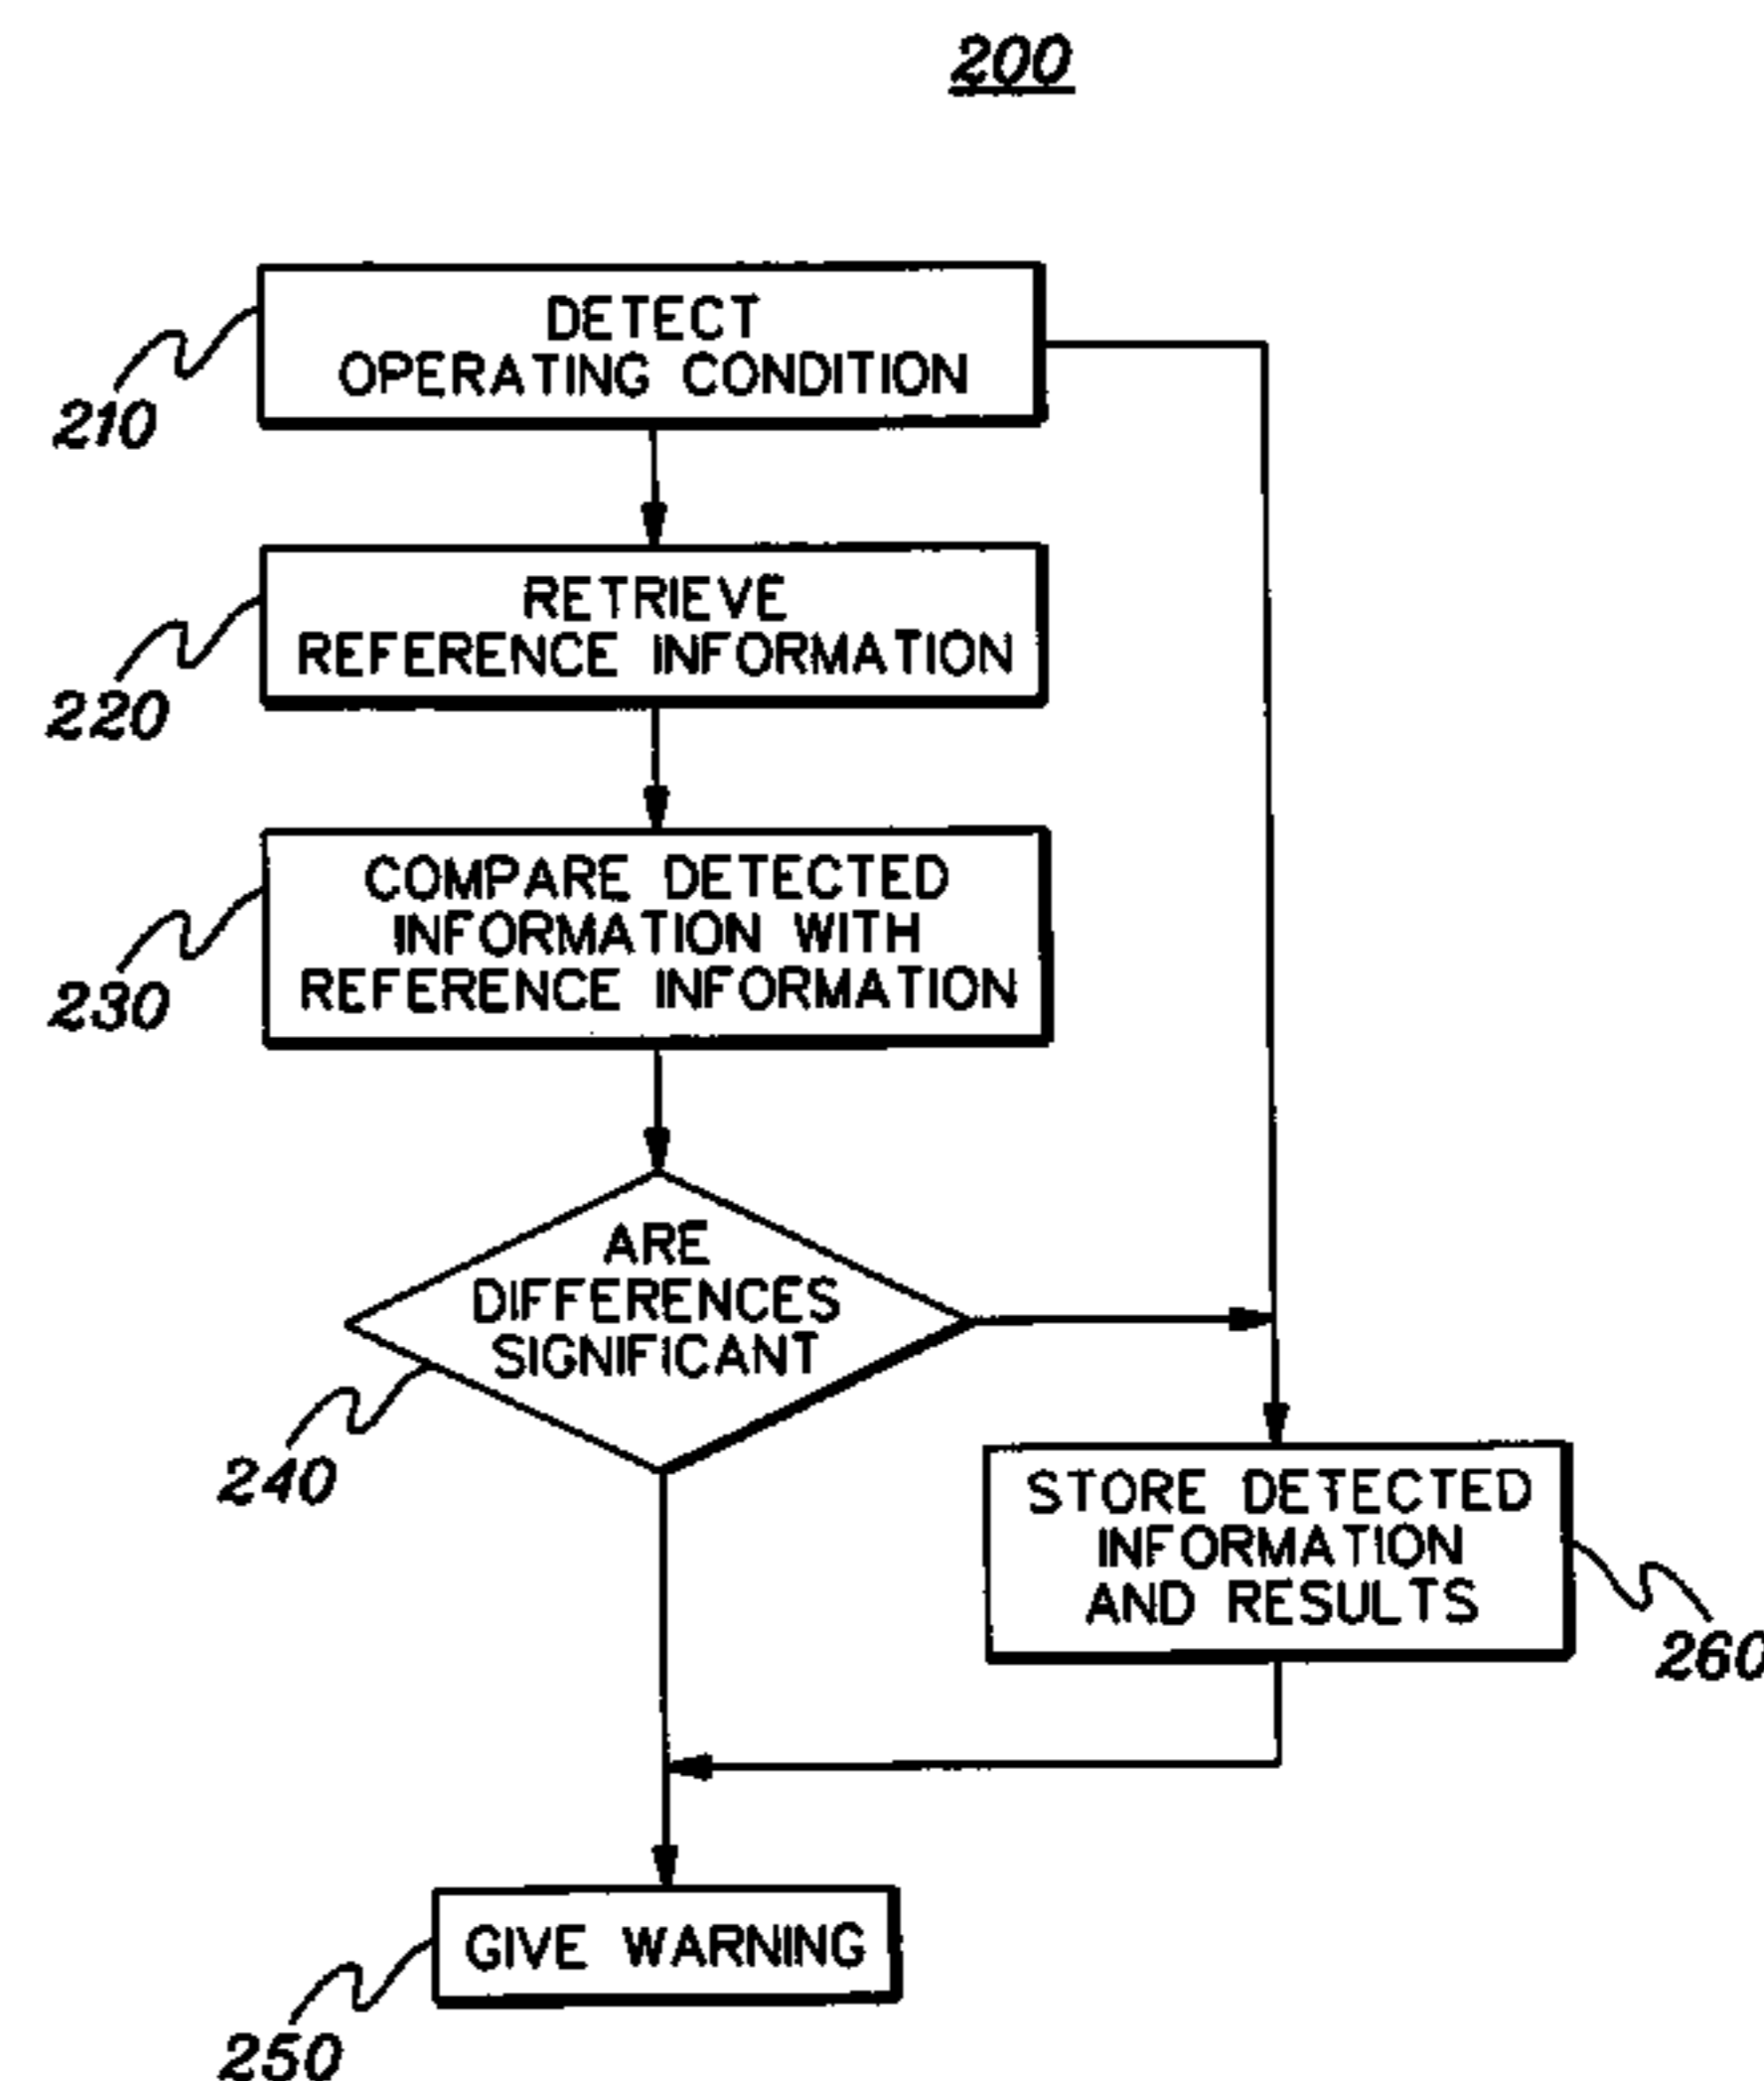 200
DETECT
OPERATING CONDITION
210
RETRIEVE
REFERENCE INFORMATION
220
COMPARE DETECTED
INFORMATION WITH
REFERENCE INFORMATION
230
ARE
DIFFERENCES
SIGNIFICANT
240
STORE DETECTED
INFORMATION
AND RESULTS
260
GIVE WARNING
250